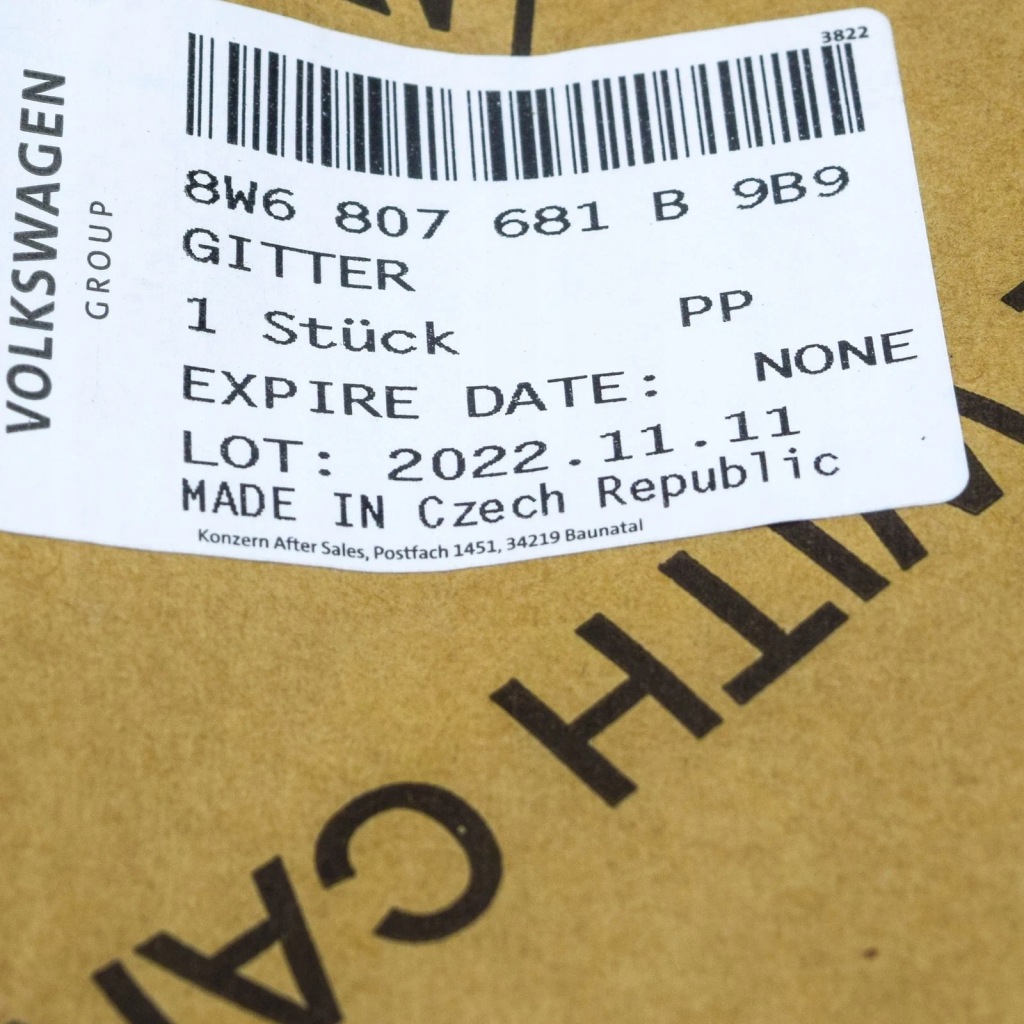 3822
VOLKSWAGEN
GROUP
8W6 807 681 B 9B9
GITTER
1 Stück PP
EXPIRE DATE: NONE
LOT: 2022.11.11
MADE IN Czech Republic
Konzern After Sales, Postfach 1451, 34219 Baunatal
WITH